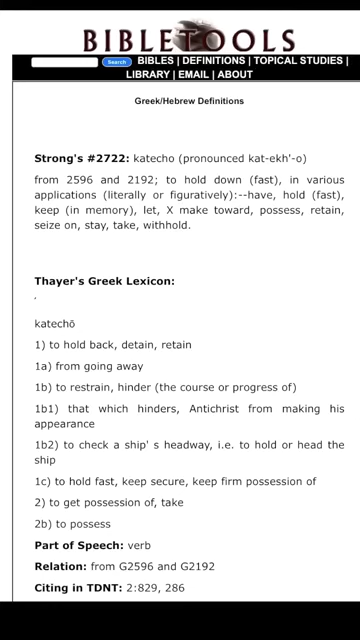 BIBLETOOLS
Search
BIBLES | DEFINITIONS | TOPICAL STUDIES |
LIBRARY | EMAIL | ABOUT
Greek/Hebrew Definitions
Strong's #2722: katecho (pronounced kat-ekh'-o)
from 2596 and 2192; to hold down (fast), in various
applications (literally or figuratively):--have, hold (fast),
keep (in memory), let, X make toward, possess, retain,
seize on, stay, take, withhold.
Thayer's Greek Lexicon:
,
katechō
1) to hold back, detain, retain
1a) from going away
1b) to restrain, hinder (the course or progress of)
1b1) that which hinders, Antichrist from making his
appearance
1b2) to check a ship' s headway, i.e. to hold or head the
ship
1c) to hold fast, keep secure, keep firm possession of
2) to get possession of, take
2b) to possess
Part of Speech: verb
Relation: from G2596 and G2192
Citing in TDNT: 2:829, 286